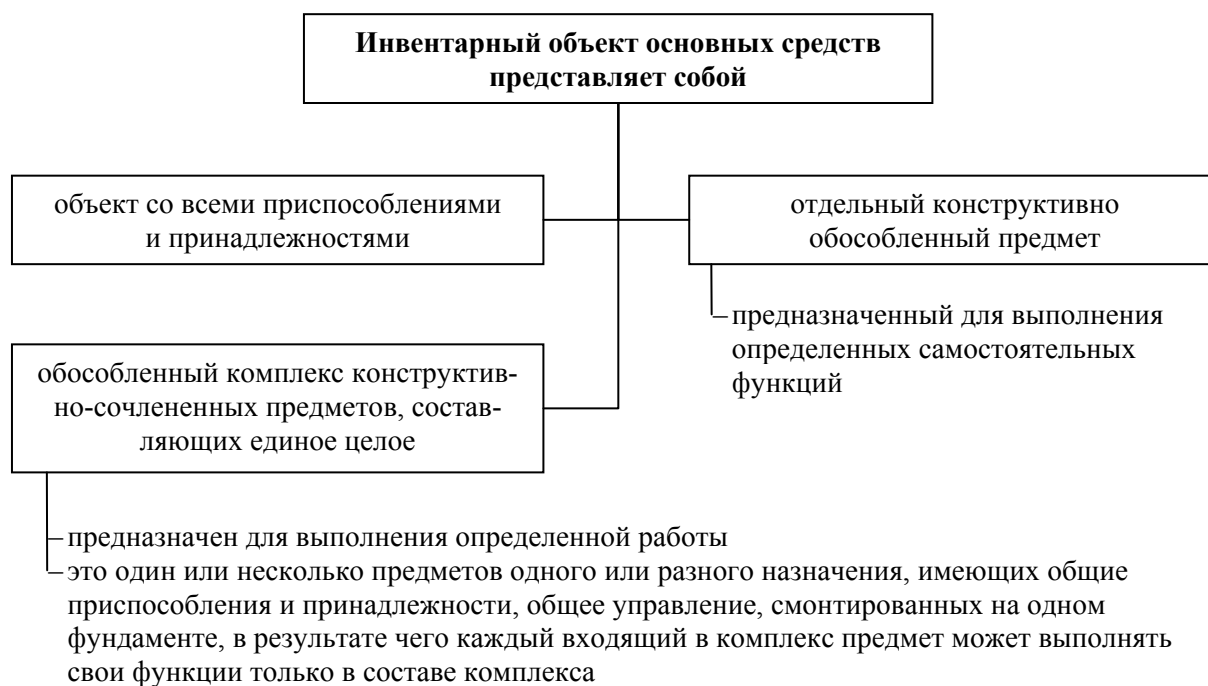 Инвентарный объект основных средств
представляет собой
объект со всеми приспособлениями
и принадлежностями
отдельный конструктивно
обособленный предмет
– предназначенный для выполнения
определенных самостоятельных
функций
обособленный комплекс конструктив-
но-сочлененных предметов, состав-
ляющих единое целое
– предназначен для выполнения определенной работы
– это один или несколько предметов одного или разного назначения, имеющих общие
приспособления и принадлежности, общее управление, смонтированных на одном
фундаменте, в результате чего каждый входящий в комплекс предмет может выполнять
свои функции только в составе комплекса